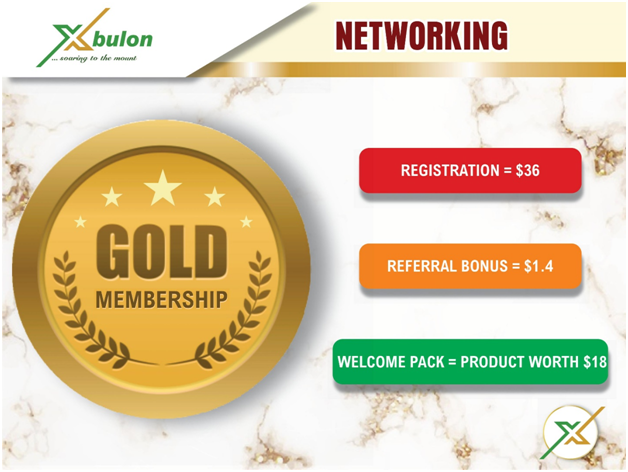 Xbulon
... soaring to the mount
NETWORKING
GOLD
MEMBERSHIP
REGISTRATION = $36
REFERRAL BONUS = $1.4
WELCOME PACK = PRODUCT WORTH $18